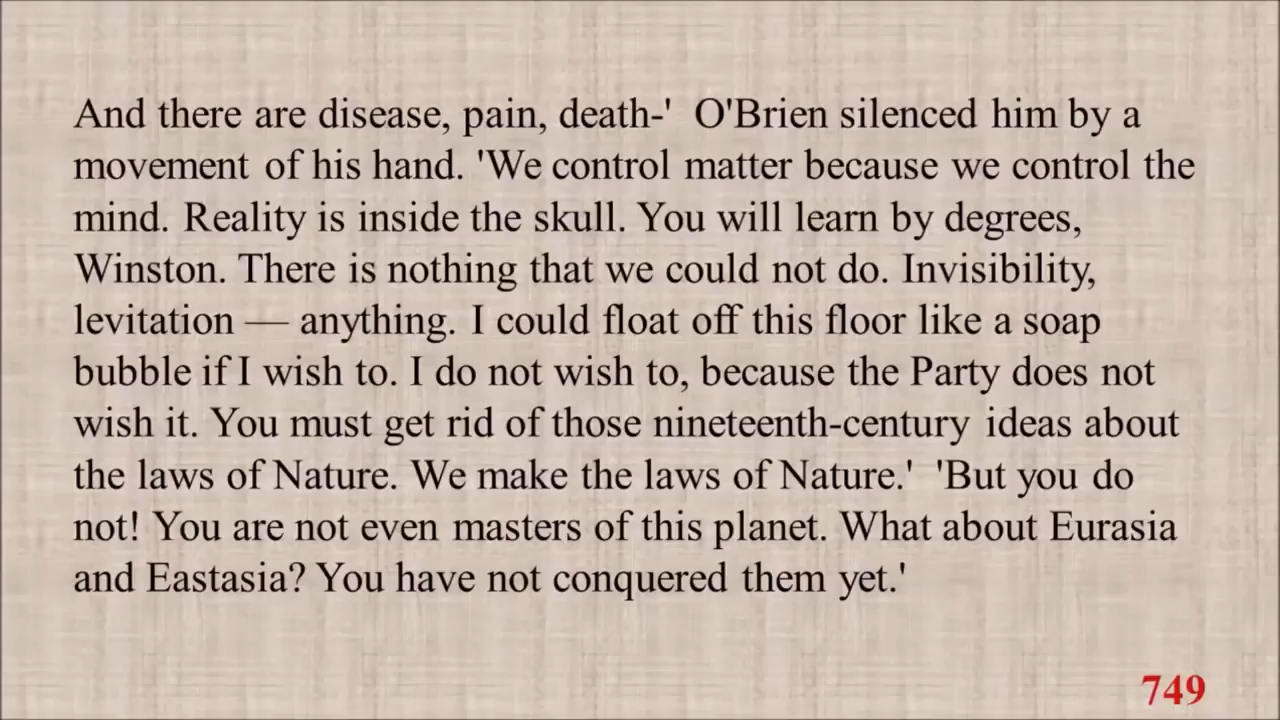 And there are disease, pain, death-'  O'Brien silenced him by a
movement of his hand. 'We control matter because we control the
mind. Reality is inside the skull. You will learn by degrees,
Winston. There is nothing that we could not do. Invisibility,
levitation — anything. I could float off this floor like a soap
bubble if I wish to. I do not wish to, because the Party does not
wish it. You must get rid of those nineteenth-century ideas about
the laws of Nature. We make the laws of Nature.'  'But you do
not! You are not even masters of this planet. What about Eurasia
and Eastasia? You have not conquered them yet.'
749